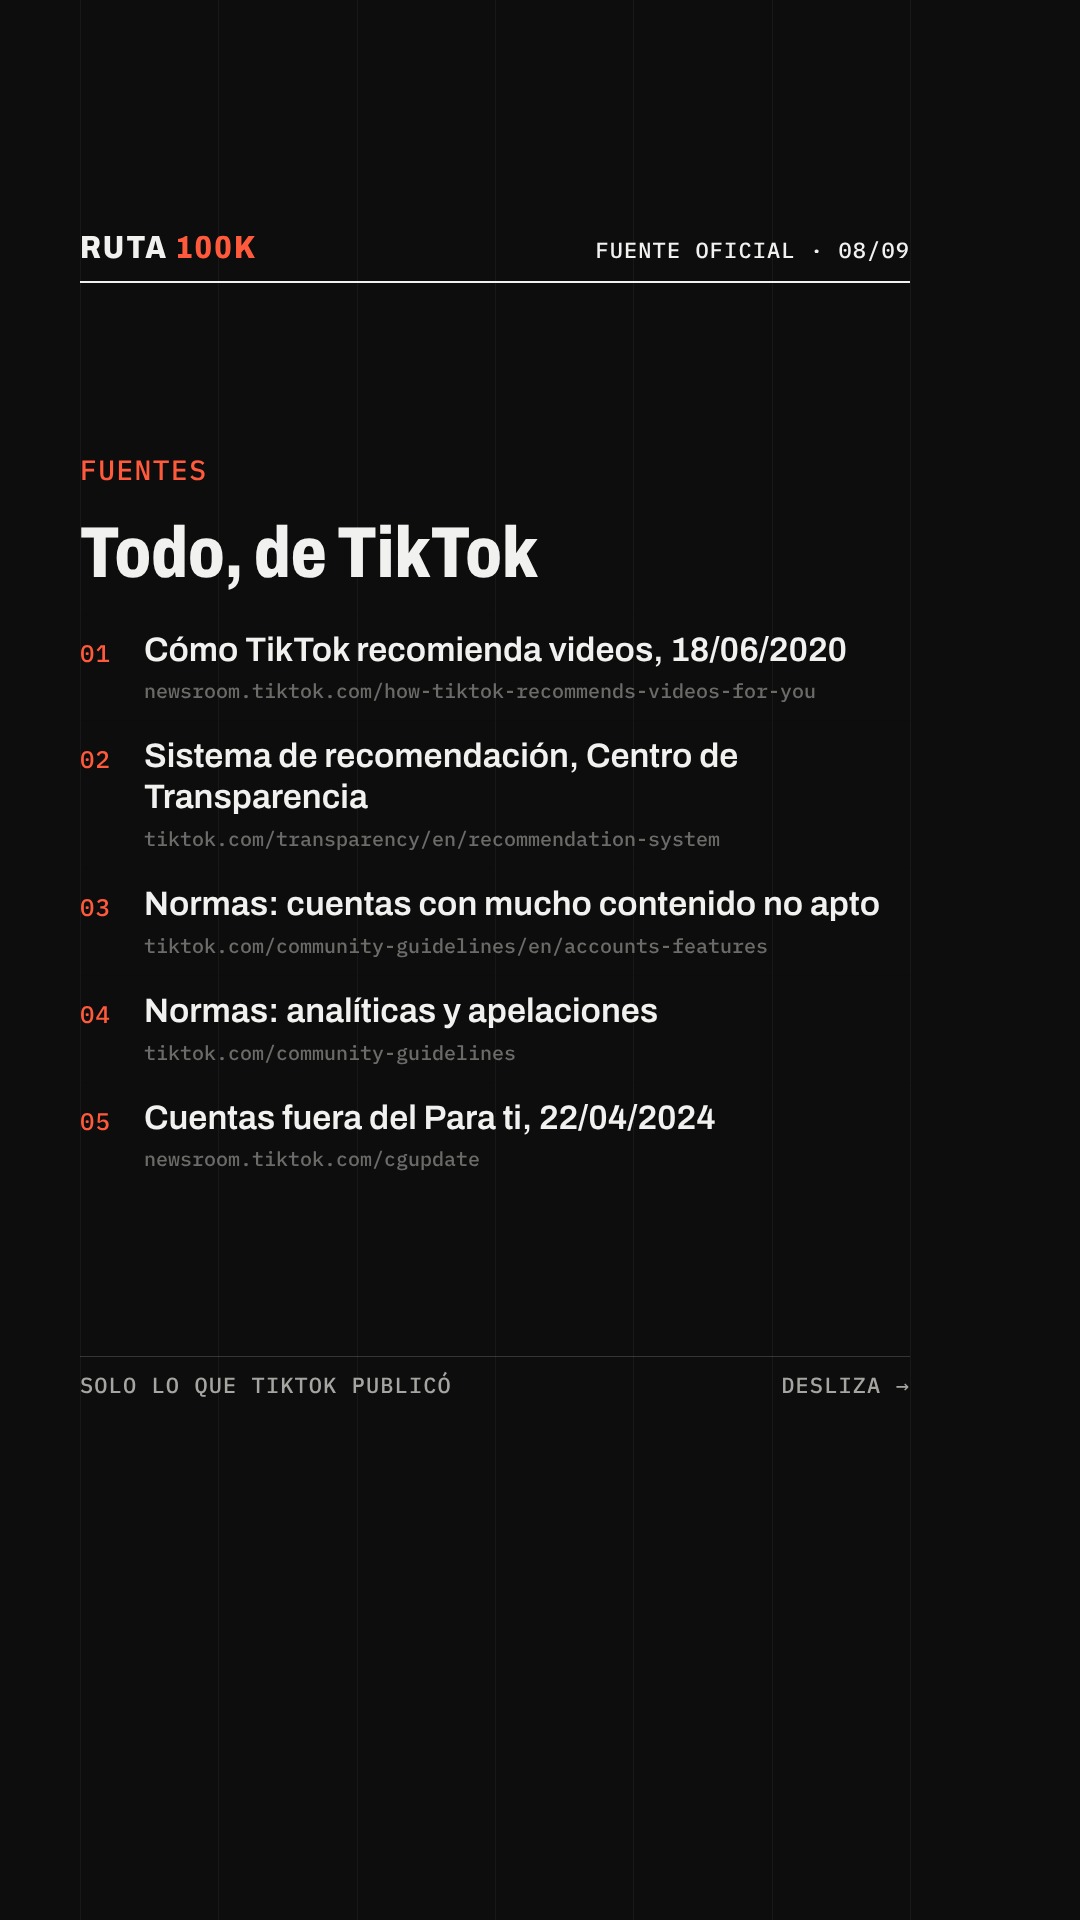 RUTA 100K
FUENTE OFICIAL · 08/09
FUENTES
Todo, de TikTok
01 Cómo TikTok recomienda videos, 18/06/2020
newsroom.tiktok.com/how-tiktok-recommends-videos-for-you
02 Sistema de recomendación, Centro de
Transparencia
tiktok.com/transparency/en/recommendation-system
03 Normas: cuentas con mucho contenido no apto
tiktok.com/community-guidelines/en/accounts-features
04 Normas: analíticas y apelaciones
tiktok.com/community-guidelines
05 Cuentas fuera del Para ti, 22/04/2024
newsroom.tiktok.com/cgupdate
SOLO LO QUE TIKTOK PUBLICÓ
DESLIZA →